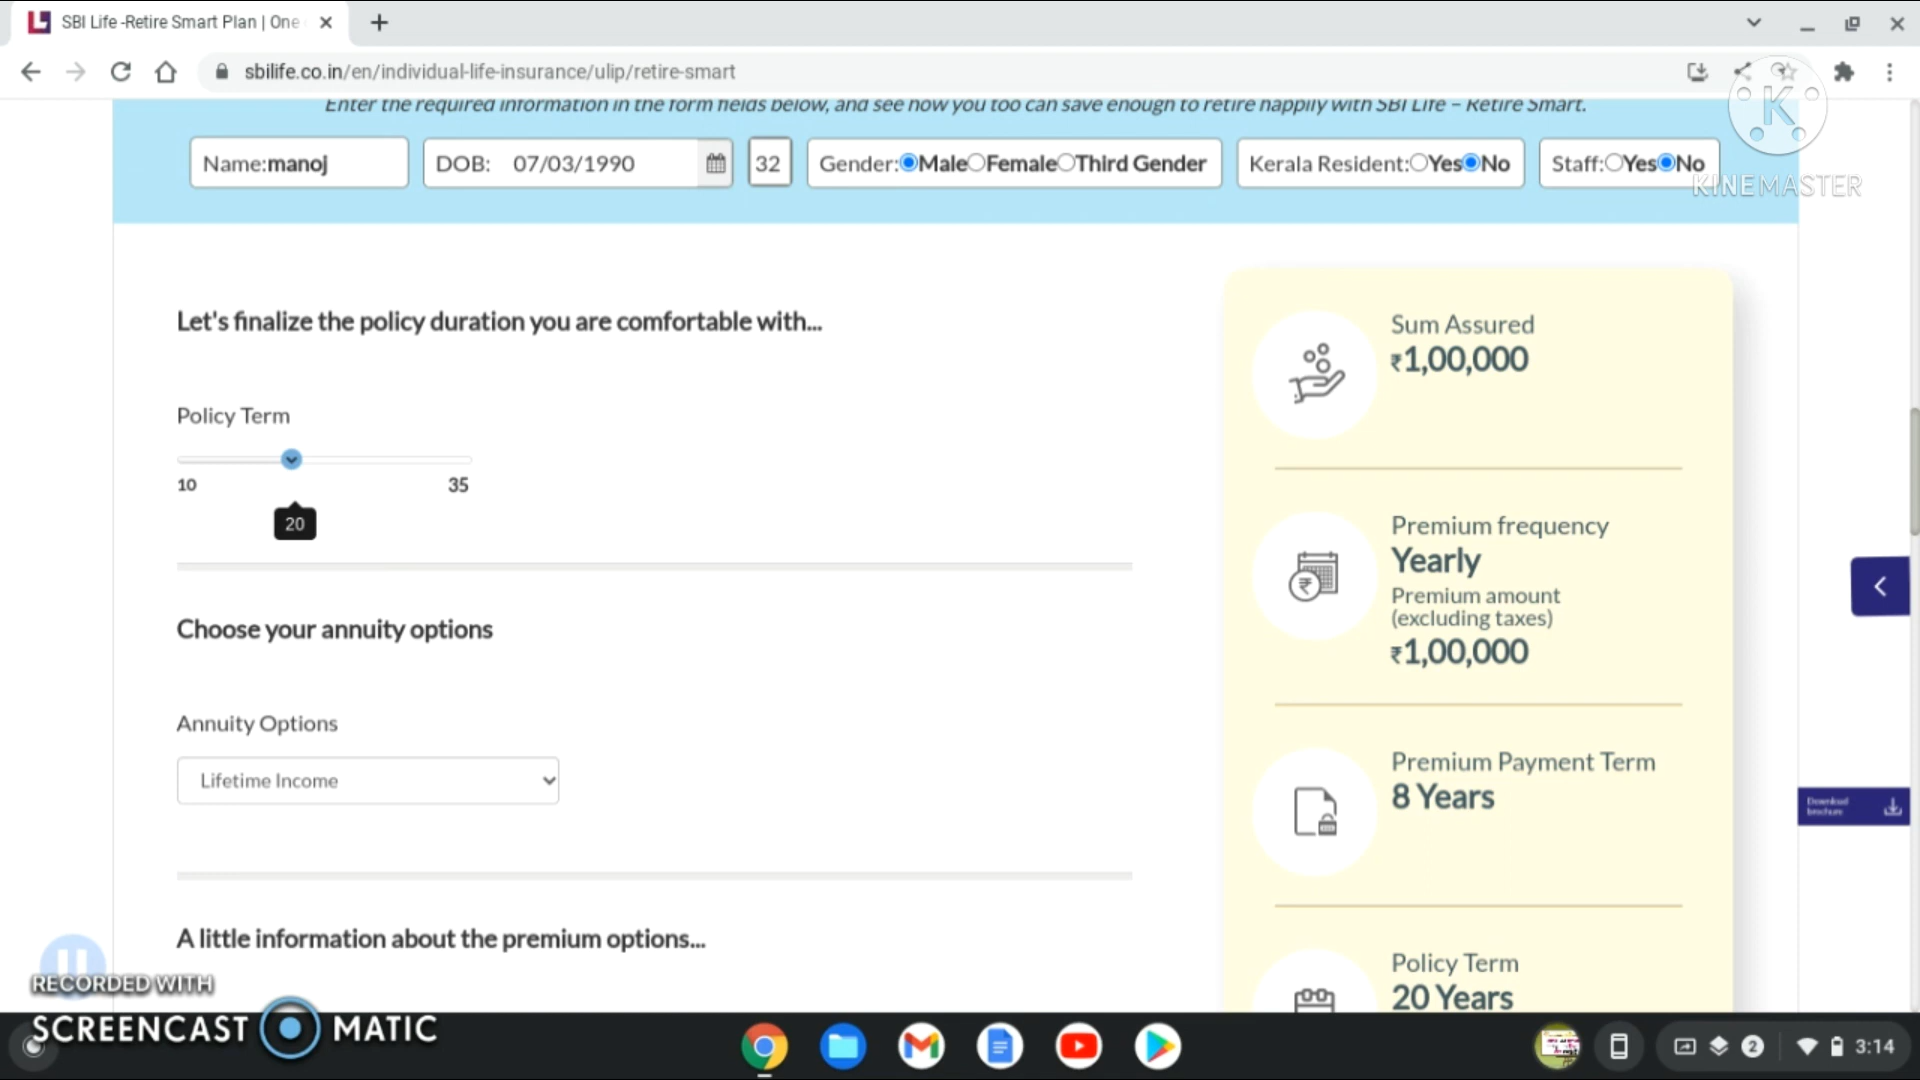 SBI Life -Retire Smart Plan | One
sbilife.co.in/en/individual-life-insurance/ulip/retire-smart
Enter the required information in the form fields below, and see how you too can save enough to retire happily with SBI Life – Retire Smart.
Name:manoj DOB: 07/03/1990 32 Gender: Male Female Third Gender Kerala Resident: Yes No Staff: Yes No
K
KINEMASTER
Let's finalize the policy duration you are comfortable with...
Policy Term
10 35
20
Choose your annuity options
Annuity Options
Lifetime Income
A little information about the premium options...
Sum Assured
₹1,00,000
Premium frequency
Yearly
Premium amount
(excluding taxes)
₹1,00,000
Premium Payment Term
8 Years
Policy Term
20 Years
Download
brochure
RECORDED WITH
SCREENCAST MATIC
2 3:14